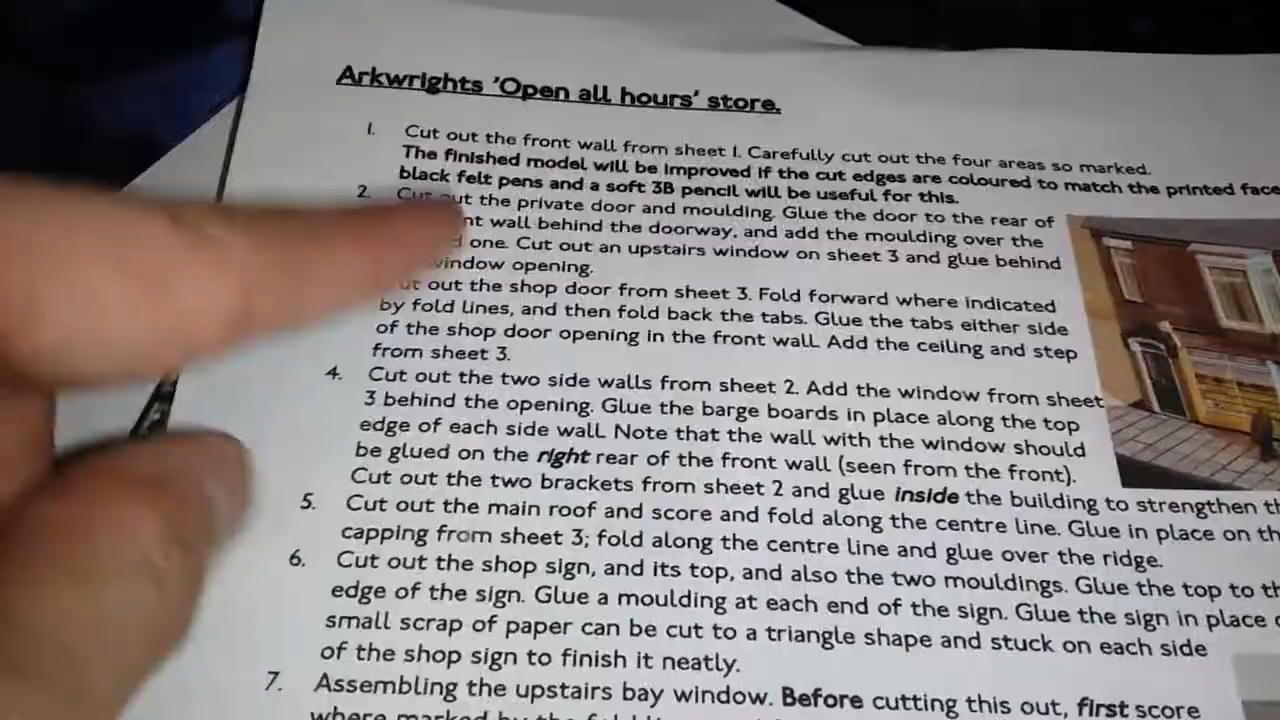 Arkwrights 'Open all hours' store.
1. Cut out the front wall from sheet 1. Carefully cut out the four areas so marked.
The finished model will be improved if the cut edges are coloured to match the printed face
black felt pens and a soft 3B pencil will be useful for this.
2. Cut out the private door and moulding. Glue the door to the rear of
wall behind the doorway, and add the moulding over the
one. Cut out an upstairs window on sheet 3 and glue behind
window opening.
out the shop door from sheet 3. Fold forward where indicated
by fold lines, and then fold back the tabs. Glue the tabs either side
of the shop door opening in the front wall. Add the ceiling and step
from sheet 3.
4. Cut out the two side walls from sheet 2. Add the window from sheet
3 behind the opening. Glue the barge boards in place along the top
edge of each side wall. Note that the wall with the window should
be glued on the right rear of the front wall (seen from the front).
Cut out the two brackets from sheet 2 and glue inside the building to strengthen
5. Cut out the main roof and score and fold along the centre line. Glue in place on
capping from sheet 3; fold along the centre line and glue over the ridge.
6. Cut out the shop sign, and its top, and also the two mouldings. Glue the top to
edge of the sign. Glue a moulding at each end of the sign. Glue the sign in place
small scrap of paper can be cut to a triangle shape and stuck on each side
of the shop sign to finish it neatly.
7. Assembling the upstairs bay window. Before cutting this out, first score
where marked by the